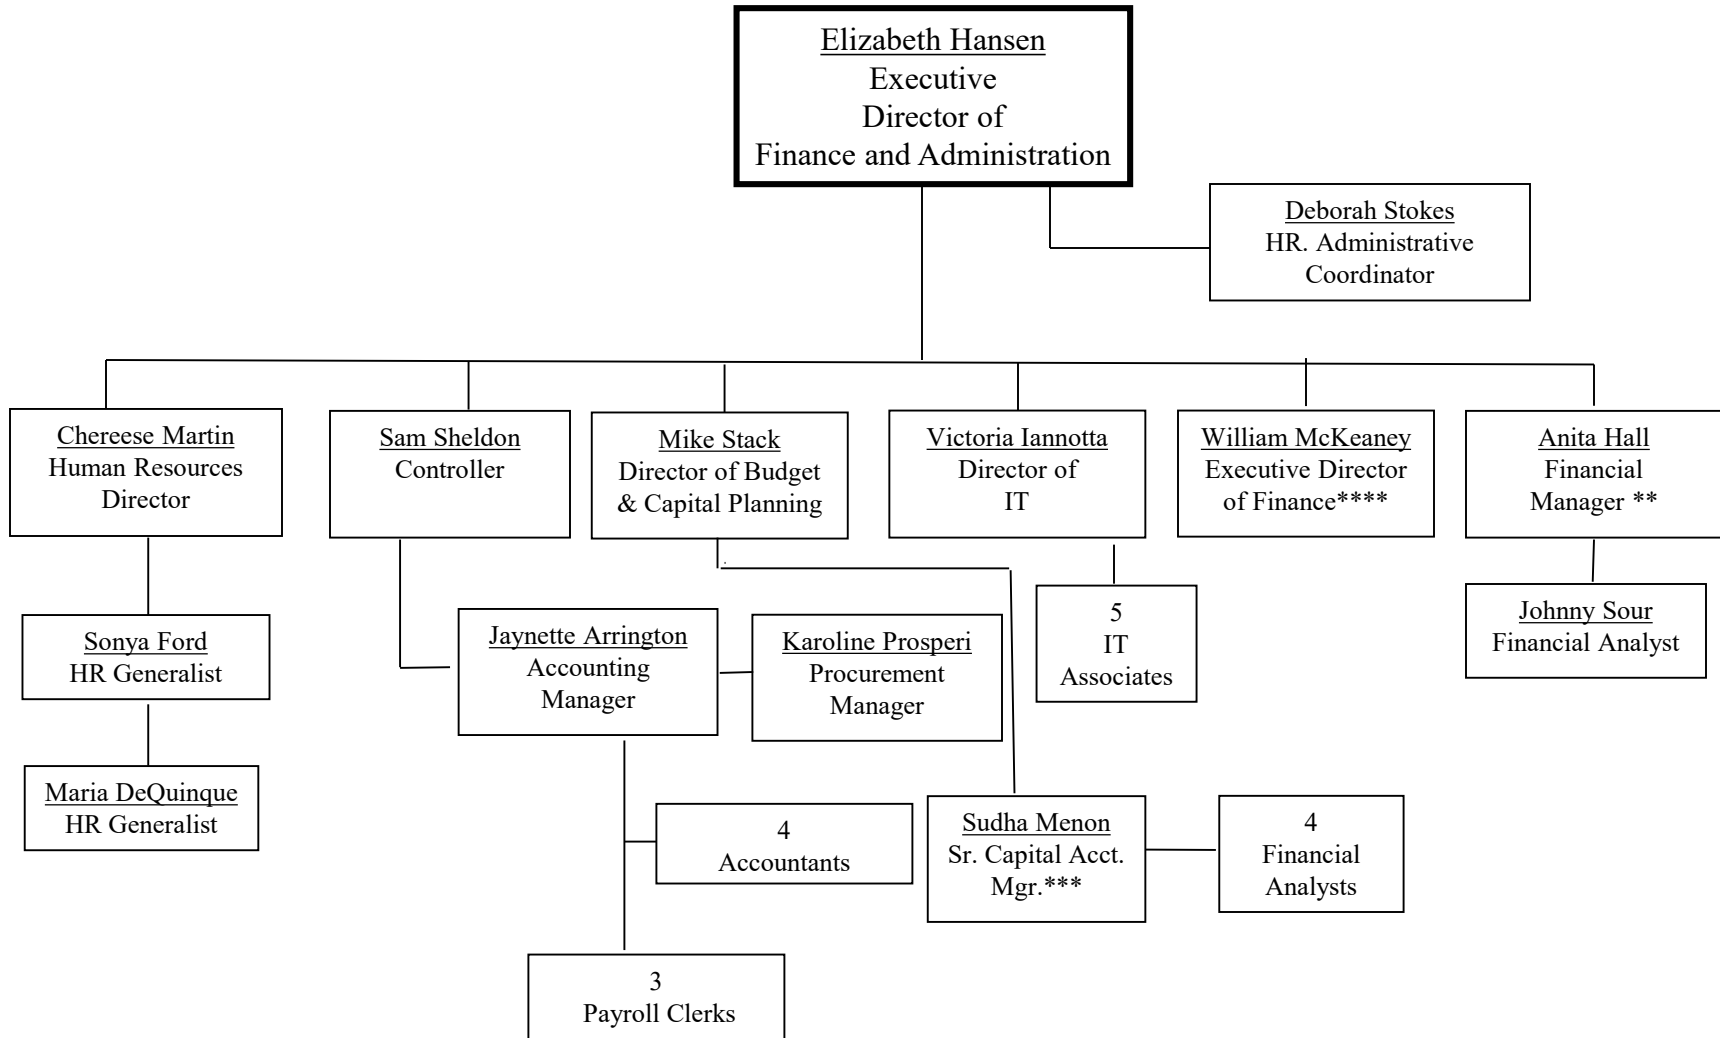 Elizabeth Hansen
Executive
Director of
Finance and Administration
Deborah Stokes
HR. Administrative
Coordinator
Chereese Martin
Human Resources
Director
Sam Sheldon
Controller
Mike Stack
Director of Budget
& Capital Planning
Victoria Iannotta
Director of
IT
William McKeaney
Executive Director
of Finance****
Anita Hall
Financial
Manager **
Sonya Ford
HR Generalist
Jaynette Arrington
Accounting
Manager
Karoline Prosperi
Procurement
Manager
5
IT
Associates
Johnny Sour
Financial Analyst
Maria DeQuinque
HR Generalist
4
Accountants
Sudha Menon
Sr. Capital Acct.
Mgr.***
4
Financial
Analysts
3
Payroll Clerks